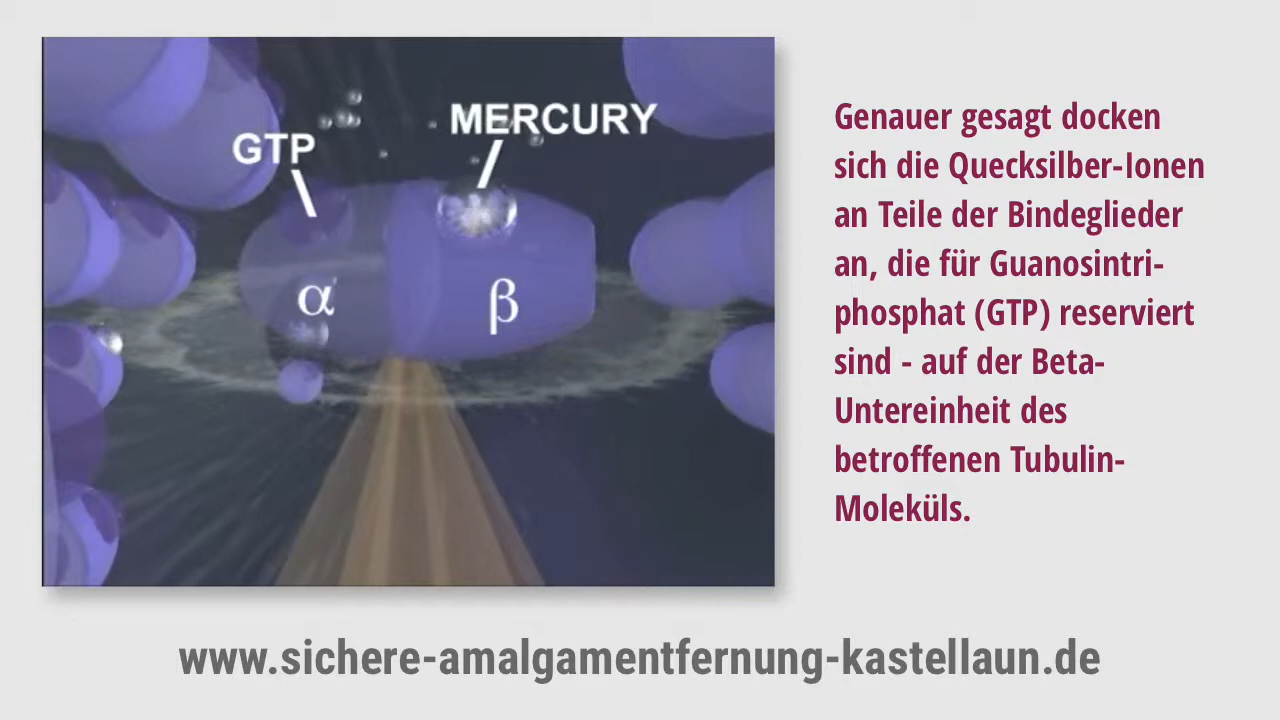 GTP
MERCURY
α
β
Genauer gesagt docken
sich die Quecksilber-Ionen
an Teile der Bindeglieder
an, die für Guanosintri-
phosphat (GTP) reserviert
sind - auf der Beta-
Untereinheit des
betroffenen Tubulin-
Moleküls.
www.sichere-amalgamentfernung-kastellaun.de